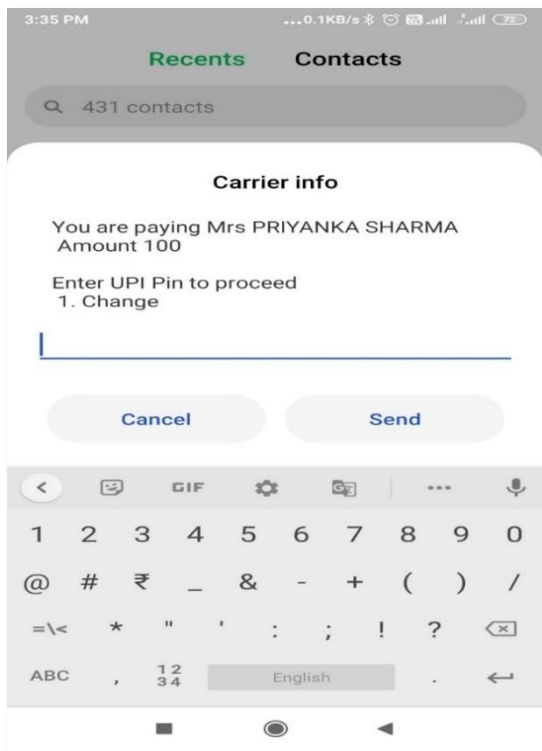 3:35 PM ...0.1KB/s 72
Recents Contacts
431 contacts
Carrier info
You are paying Mrs PRIYANKA SHARMA
Amount 100
Enter UPI Pin to proceed
1. Change
Cancel Send
GIF ...
1 2 3 4 5 6 7 8 9 0
@ # ₹ _ & - + ( ) /
=\< * " ' : ; ! ? 
ABC , 12 English .
34